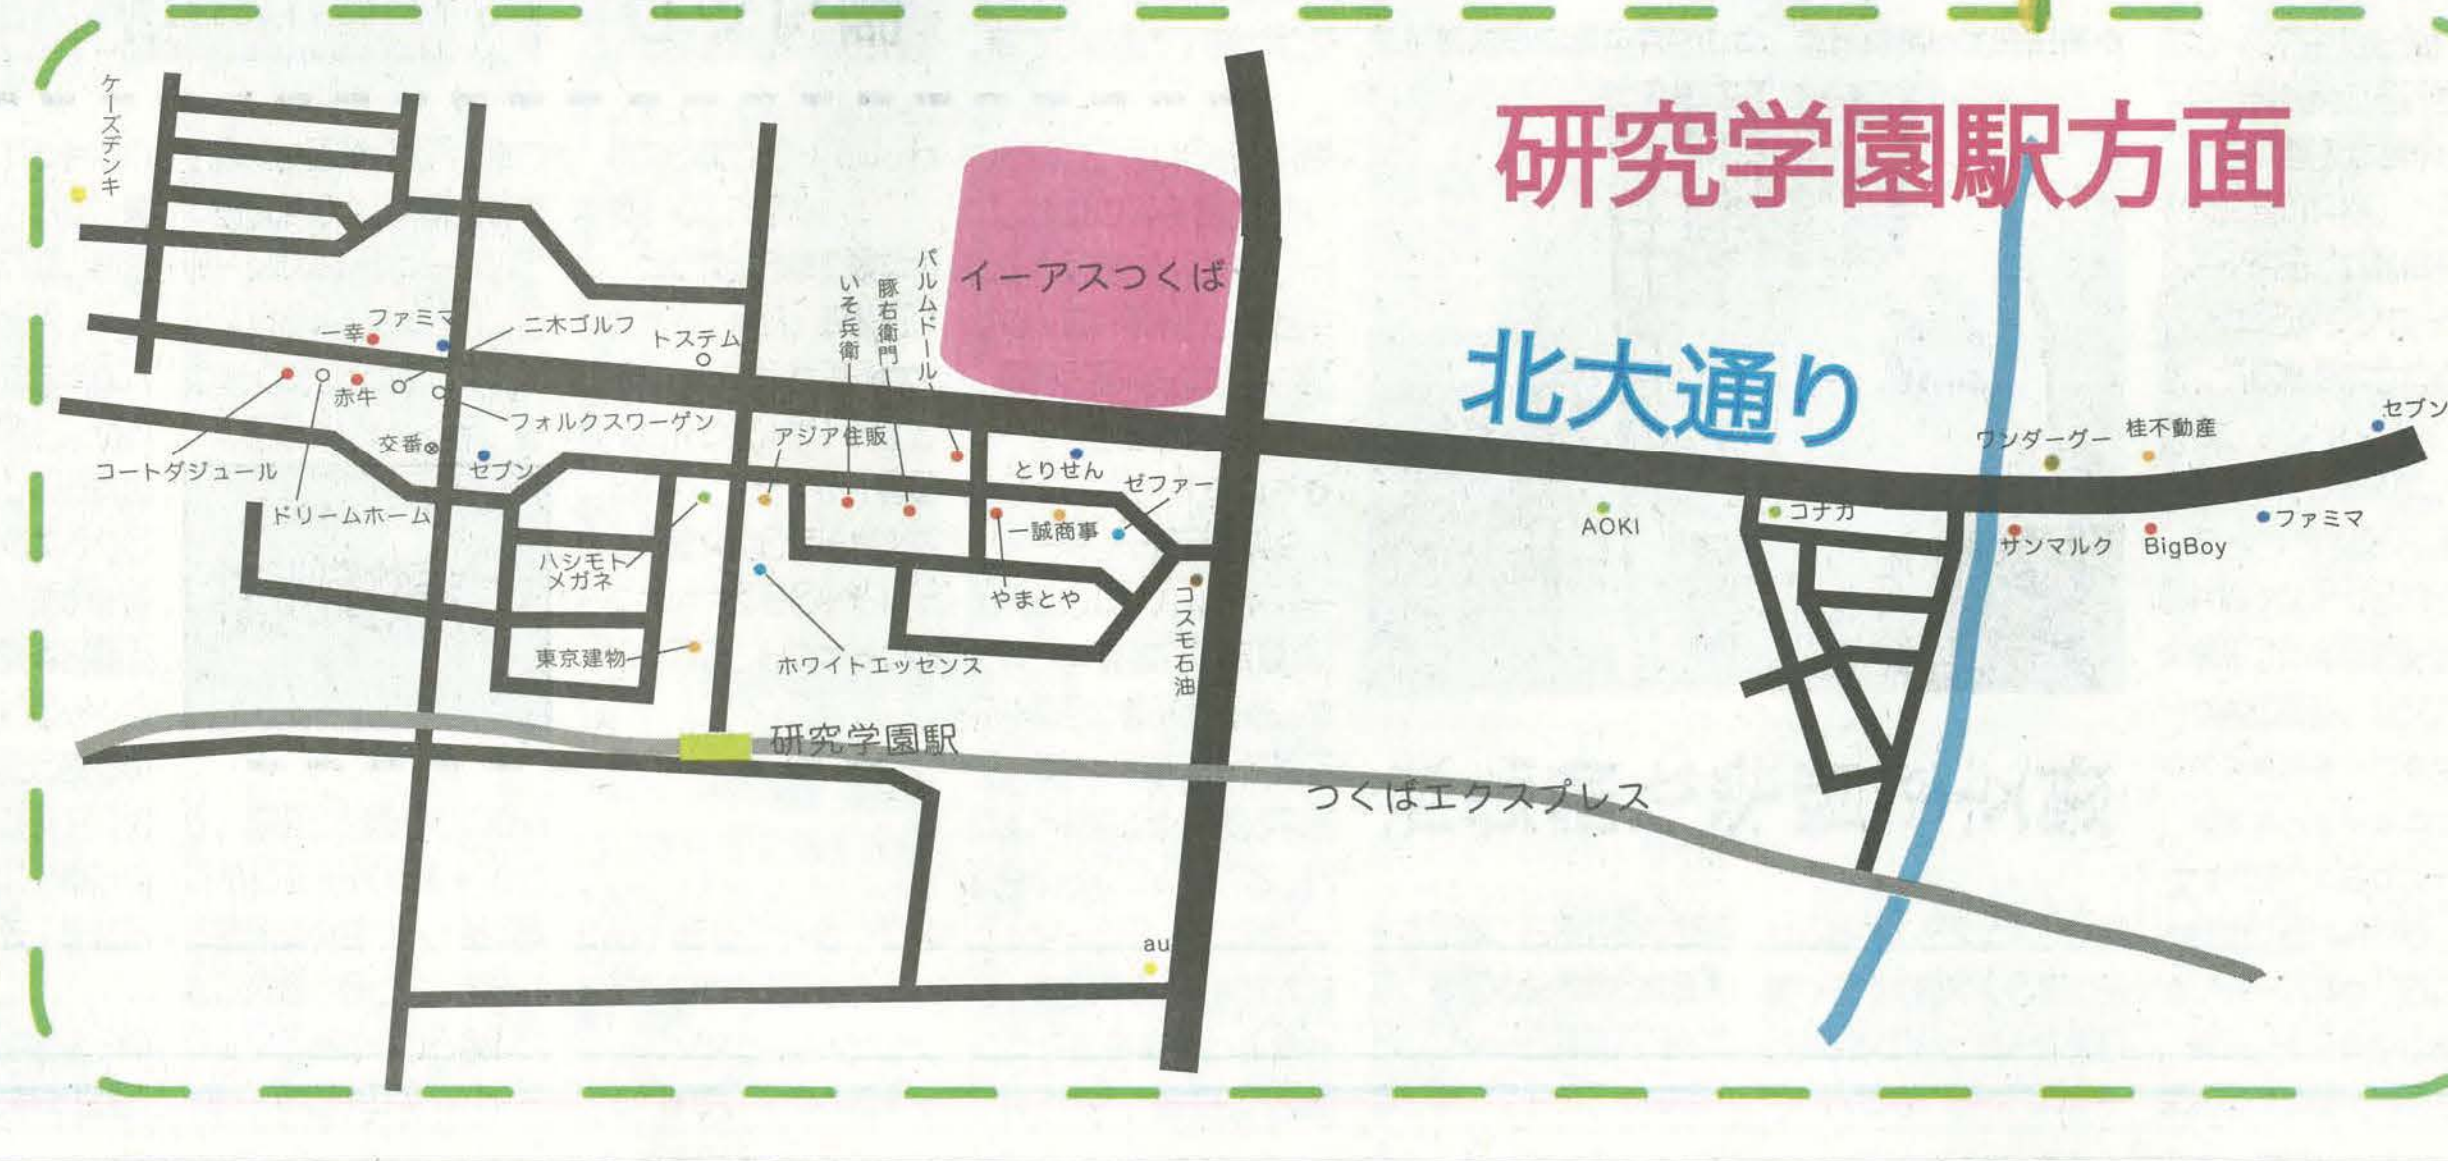 研究学園駅方面
ケーズデンキ
イーアスつくば
北大通り
パルムドール
豚右衛門
いそ兵衛
ファミマ
一幸
二木ゴルフ
トステム
赤牛
フォルクスワーゲン
アジア住販
交番
セブン
コートダジュール
ドリームホーム
とりせん
ゼファー
一誠商事
ハシモト
メガネ
やまとや
コスモ石油
東京建物
ホワイトエッセンス
研究学園駅
つくばエクスプレス
au
セブン
桂不動産
ワンダーグー
コナカ
AOKI
ファミマ
サンマルク
BigBoy